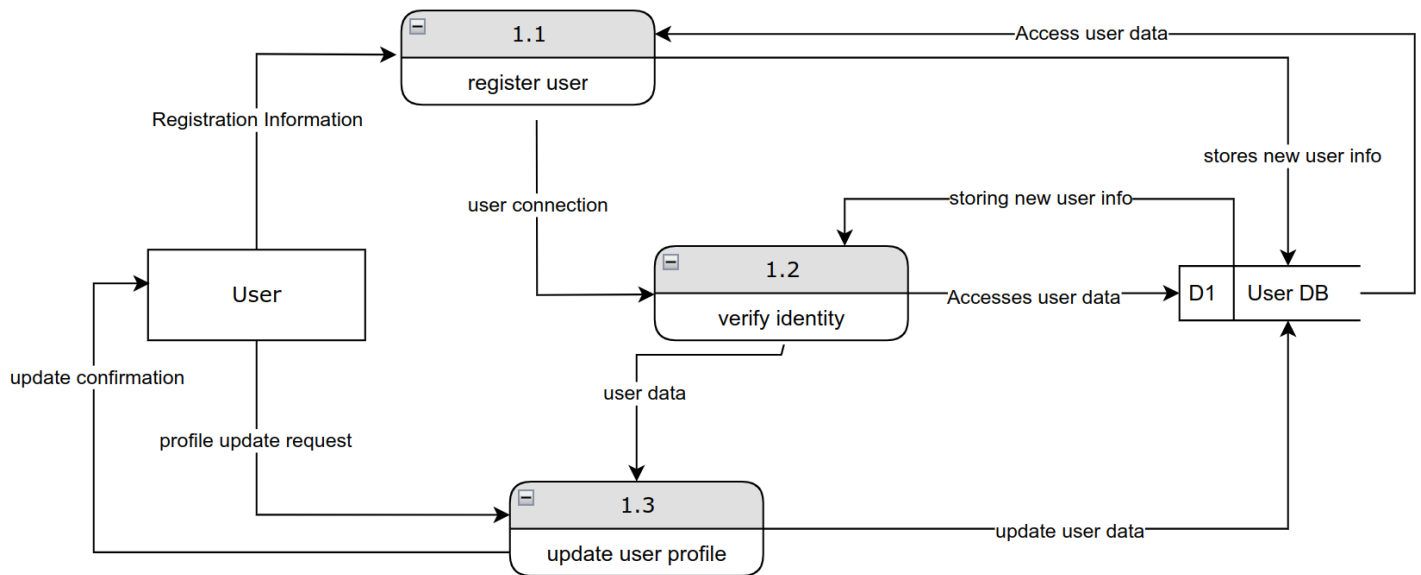 1.1
Access user data
register user
Registration Information
stores new user info
user connection
storing new user info
1.2
User
D1
User DB
Accesses user data
verify identity
update confirmation
user data
profile update request
1.3
update user data
update user profile